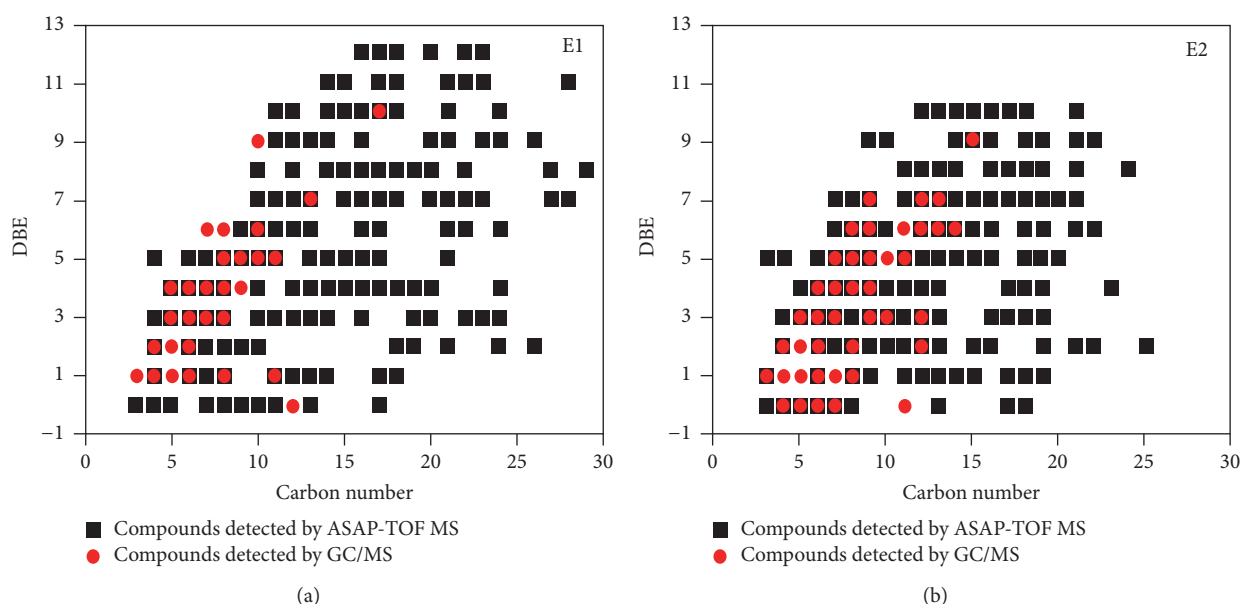 13
11
9
7
5
3
1
−1
DBE
E1
0 5 10 15 20 25 30
Carbon number
Compounds detected by ASAP-TOF MS
Compounds detected by GC/MS
(a)
13
11
9
7
5
3
1
−1
DBE
E2
0 5 10 15 20 25 30
Carbon number
Compounds detected by ASAP-TOF MS
Compounds detected by GC/MS
(b)